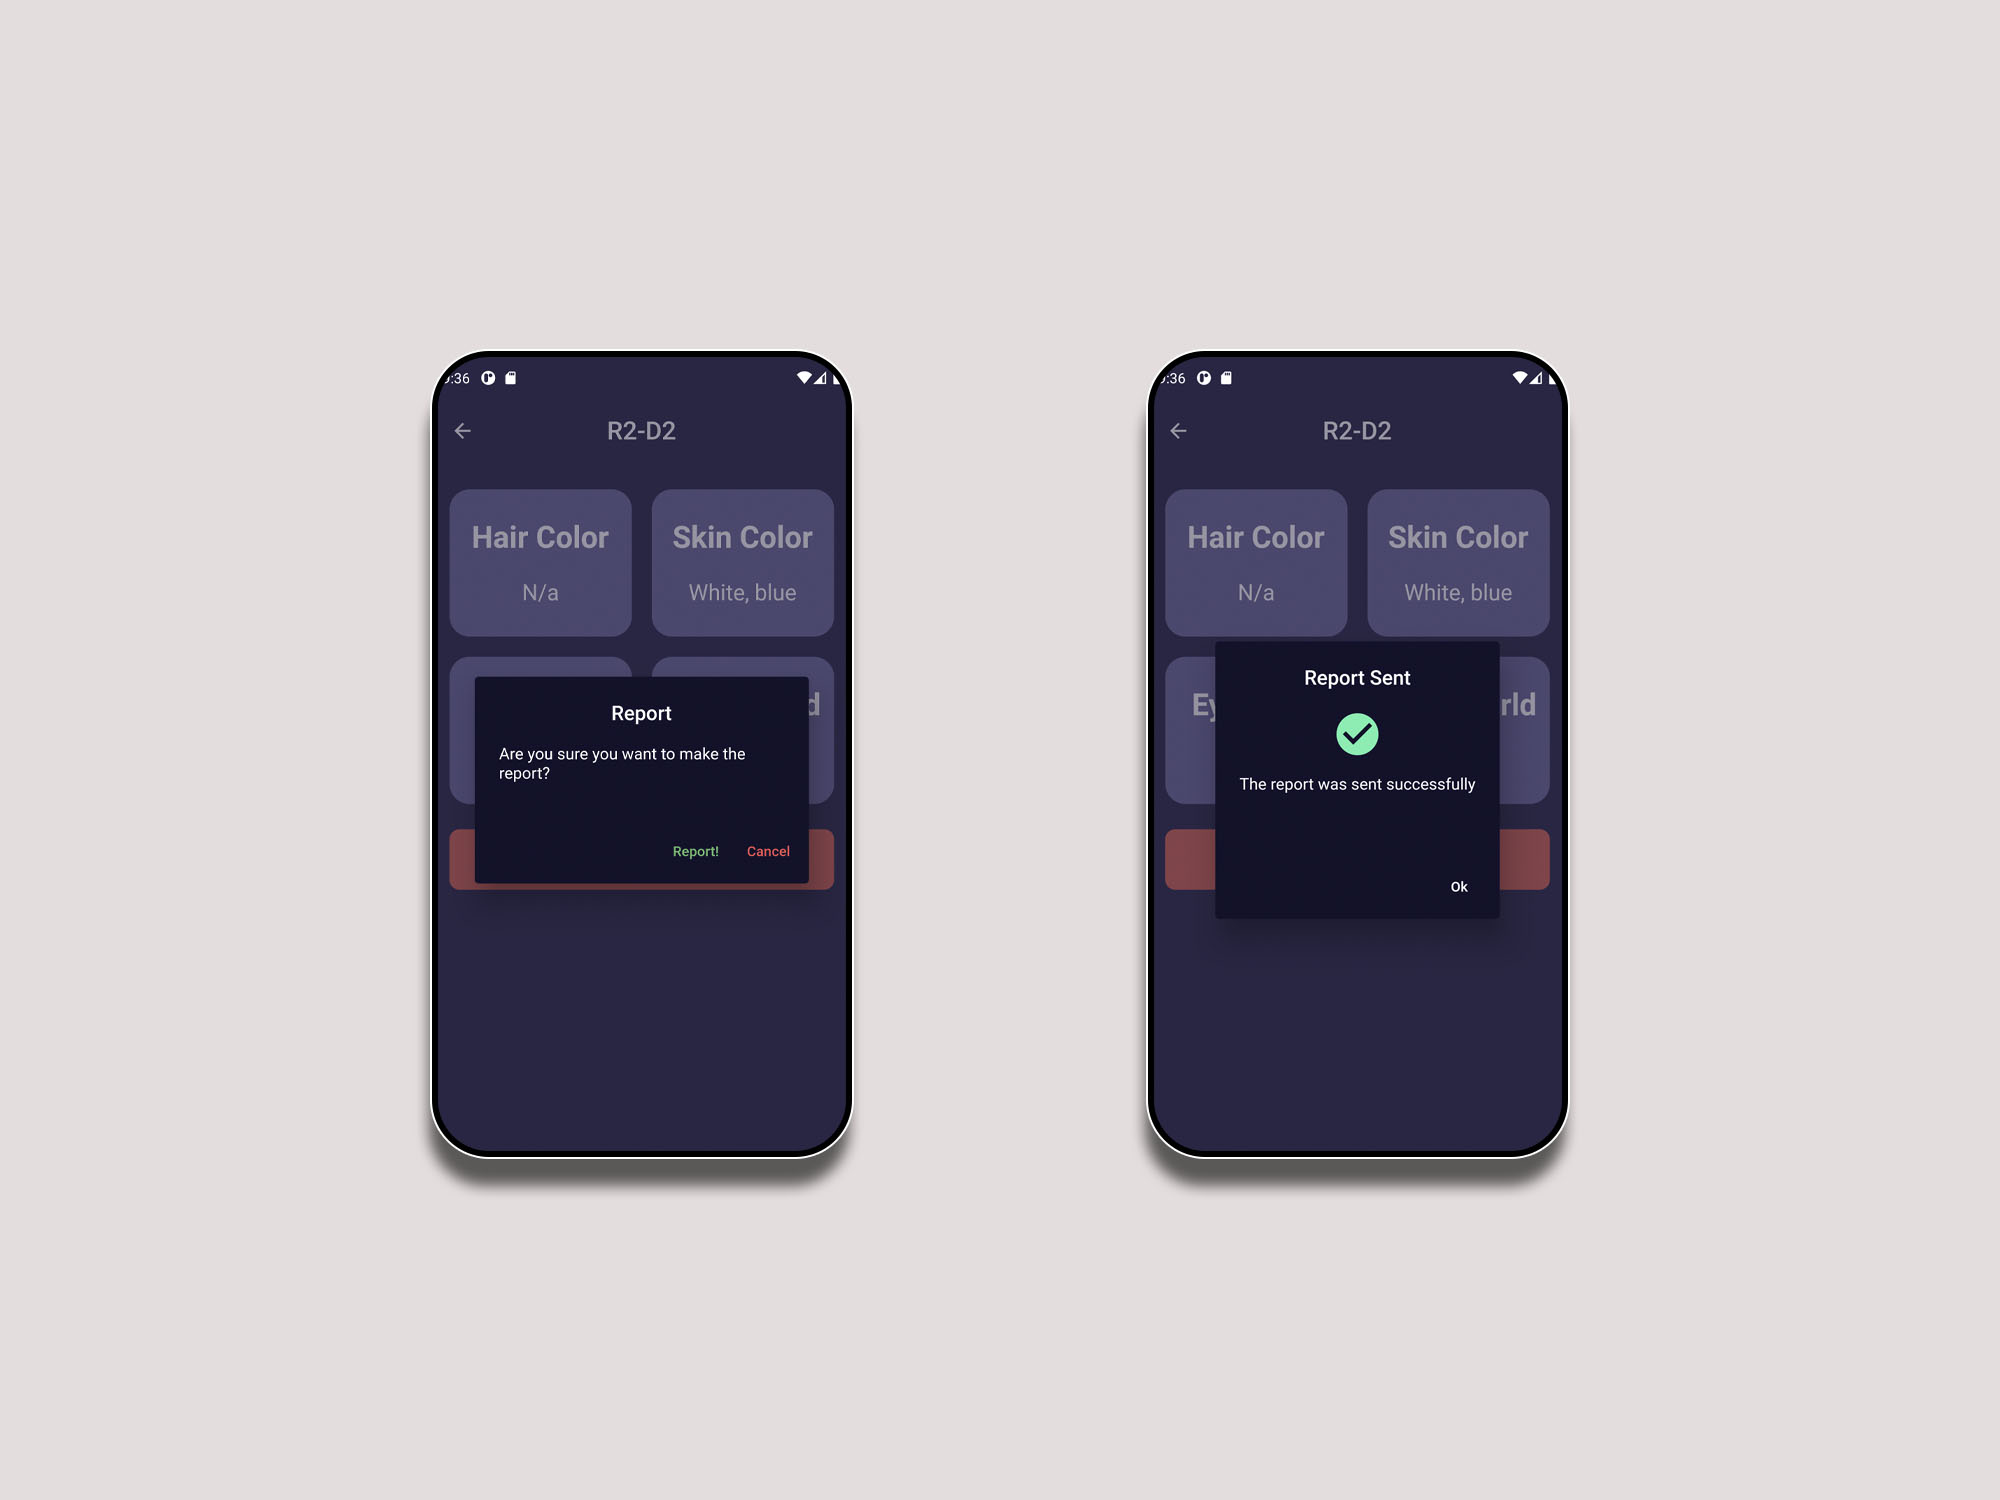 :36
R2-D2
Hair Color
Skin Color
N/a
White, blue
Report
Are you sure you want to make the
report?
Report!
Cancel
:36
R2-D2
Hair Color
Skin Color
N/a
White, blue
Report Sent
The report was sent successfully
Ok